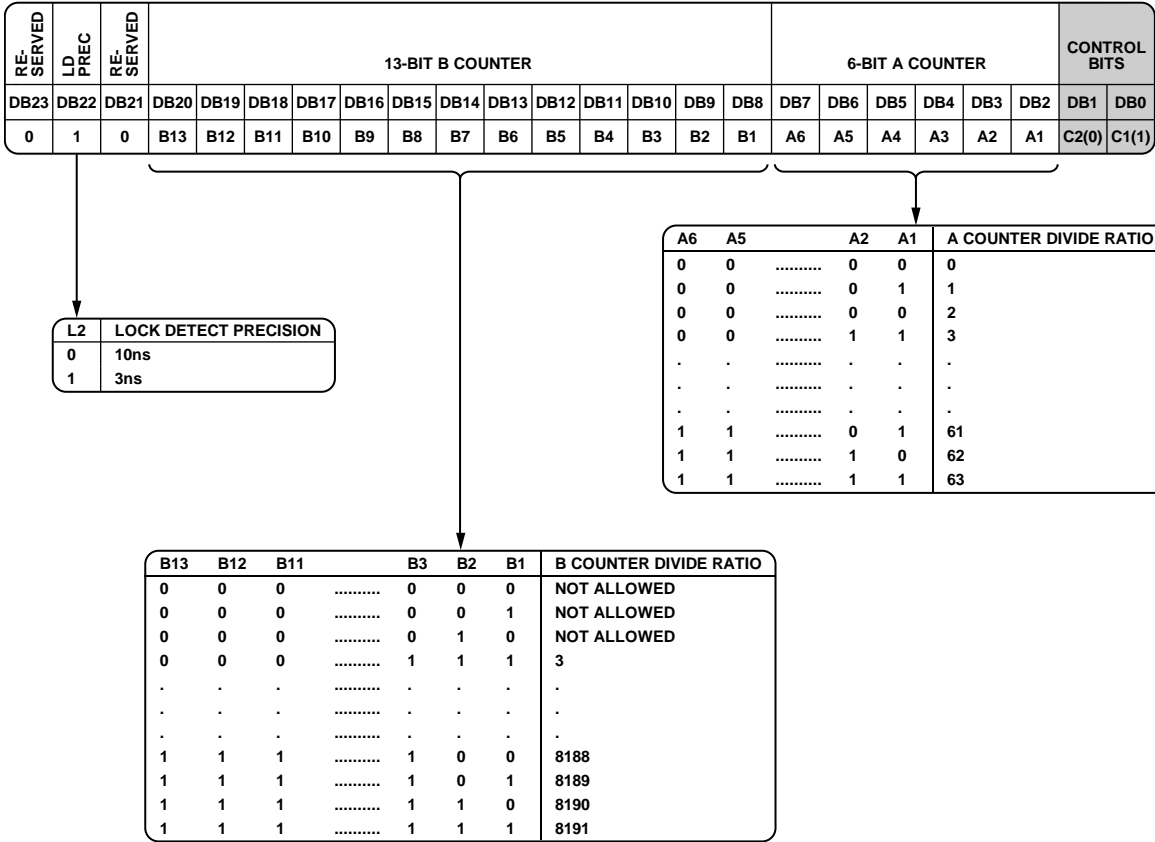 RE-
SERVED
LD
PREC
RE-
SERVED
13-BIT B COUNTER
6-BIT A COUNTER
CONTROL
BITS
DB23 DB22 DB21 DB20 DB19 DB18 DB17 DB16 DB15 DB14 DB13 DB12 DB11 DB10 DB9 DB8 DB7 DB6 DB5 DB4 DB3 DB2 DB1 DB0
0 1 0 B13 B12 B11 B10 B9 B8 B7 B6 B5 B4 B3 B2 B1 A6 A5 A4 A3 A2 A1 C2(0) C1(1)
A6 A5 A2 A1 A COUNTER DIVIDE RATIO
0 0 .......... 0 0 0
0 0 .......... 0 1 1
0 0 .......... 0 0 2
0 0 .......... 1 1 3
. . .......... . . .
. . .......... . . .
. . .......... . . .
1 1 .......... 0 1 61
1 1 .......... 1 0 62
1 1 .......... 1 1 63
L2 LOCK DETECT PRECISION
0 10ns
1 3ns
B13 B12 B11 B3 B2 B1 B COUNTER DIVIDE RATIO
0 0 0 .......... 0 0 0 NOT ALLOWED
0 0 0 .......... 0 0 1 NOT ALLOWED
0 0 0 .......... 0 1 0 NOT ALLOWED
0 0 0 .......... 1 1 1 3
. . . .......... . . . .
. . . .......... . . . .
. . . .......... . . . .
1 1 1 .......... 1 0 0 8188
1 1 1 .......... 1 0 1 8189
1 1 1 .......... 1 1 0 8190
1 1 1 .......... 1 1 1 8191